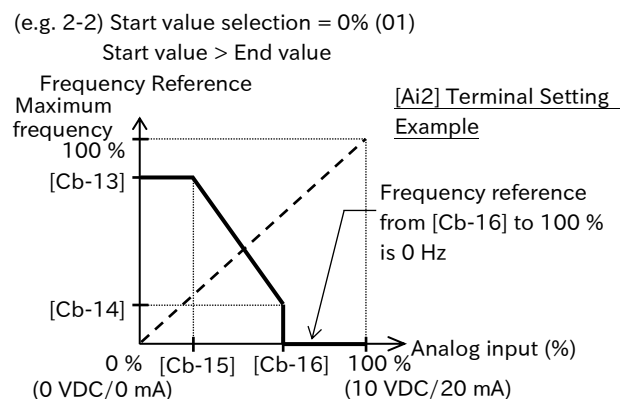 (e.g. 2-2) Start value selection = 0% (01)
Start value > End value
Frequency Reference
Maximum
frequency
100 %
[Cb-13]
[Cb-14]
[Ai2] Terminal Setting
Example
Frequency reference
from [Cb-16] to 100 %
is 0 Hz
Analog input (%)
0 % [Cb-15] [Cb-16] 100 %
(0 VDC/0 mA) (10 VDC/20 mA)